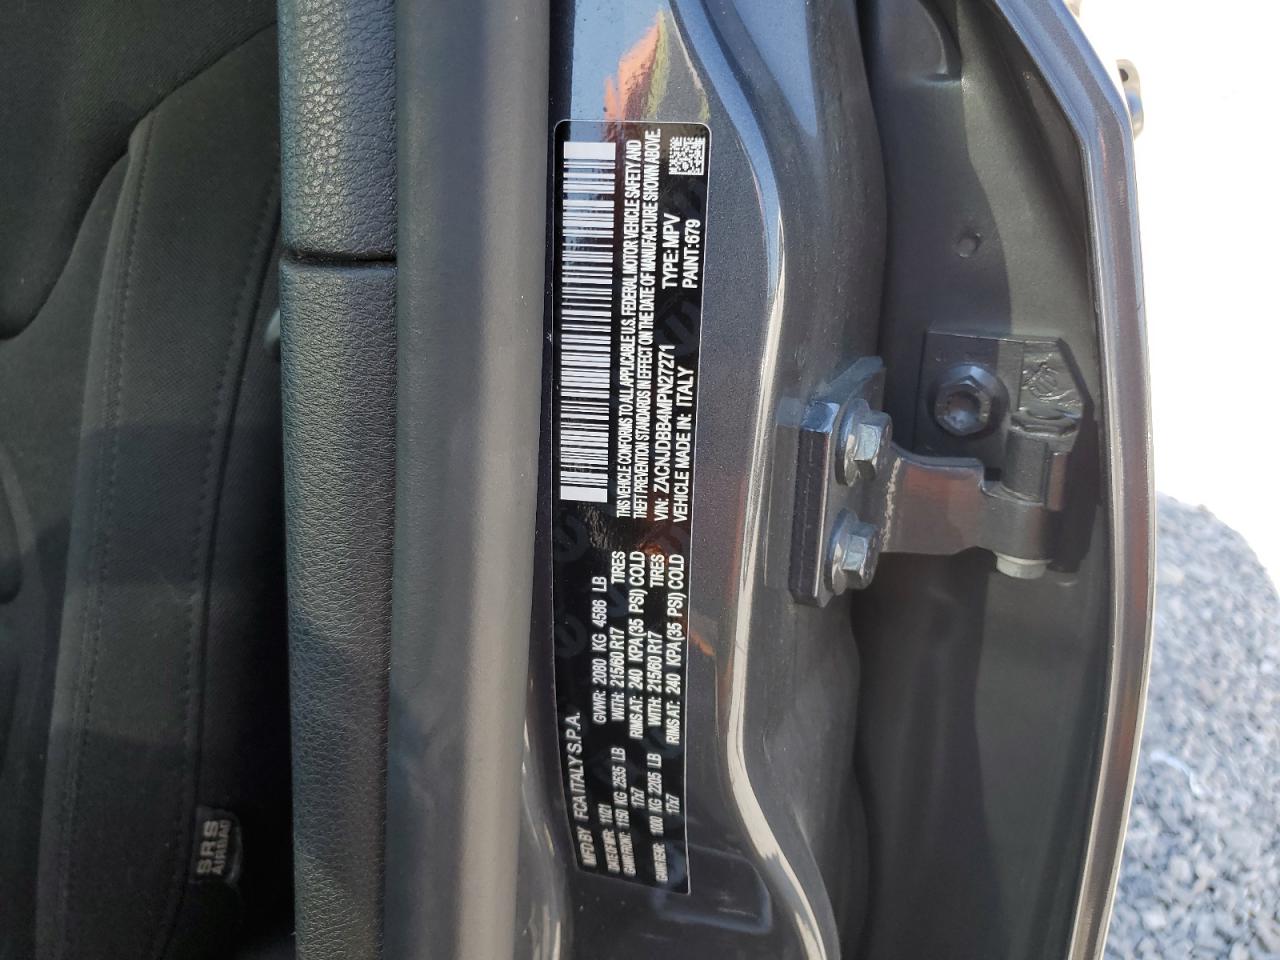 MFD BY FCA ITALY S.P.A.
DATE OF MFR: 11/21 GVWR: 2080 KG 4586 LB
GAWR FRONT: 1150 KG 2535 LB WITH: 215/60 R17 TIRES
17x7 RIMS AT: 240 KPA (35 PSI) COLD
GAWR REAR: 1000 KG 2205 LB WITH: 215/60 R17 TIRES
17x7 RIMS AT: 240 KPA (35 PSI) COLD
THIS VEHICLE CONFORMS TO ALL APPLICABLE U.S. FEDERAL MOTOR VEHICLE SAFETY AND
THEFT PREVENTION STANDARDS IN EFFECT ON THE DATE OF MANUFACTURE SHOWN ABOVE.
VIN: ZACNJDBB4MPN27271 TYPE: MPV
VEHICLE MADE IN: ITALY PAINT: 679
SRS
AIRBAG